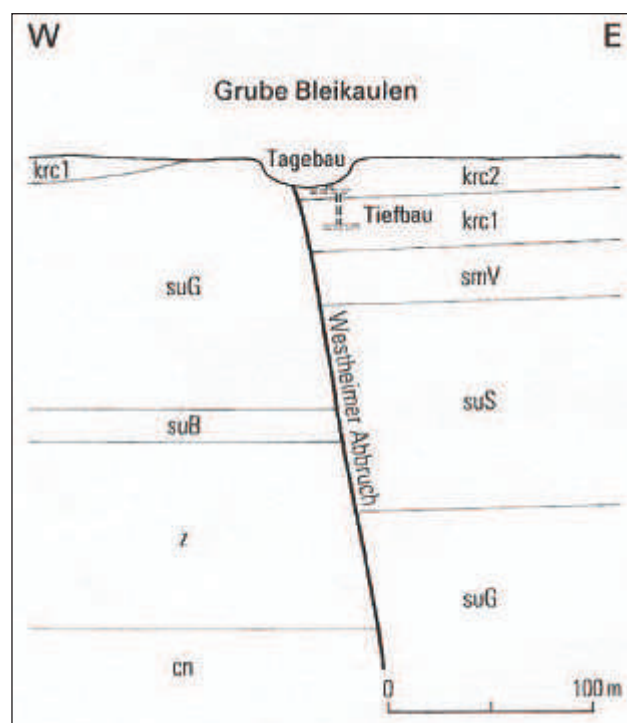 W E
Grube Bleikaulen
Tagebau
krc1 krc2
Tiefbau krc1
suG smV
Westheimer Abbruch
suS
suB
z
suG
cn
0 100 m